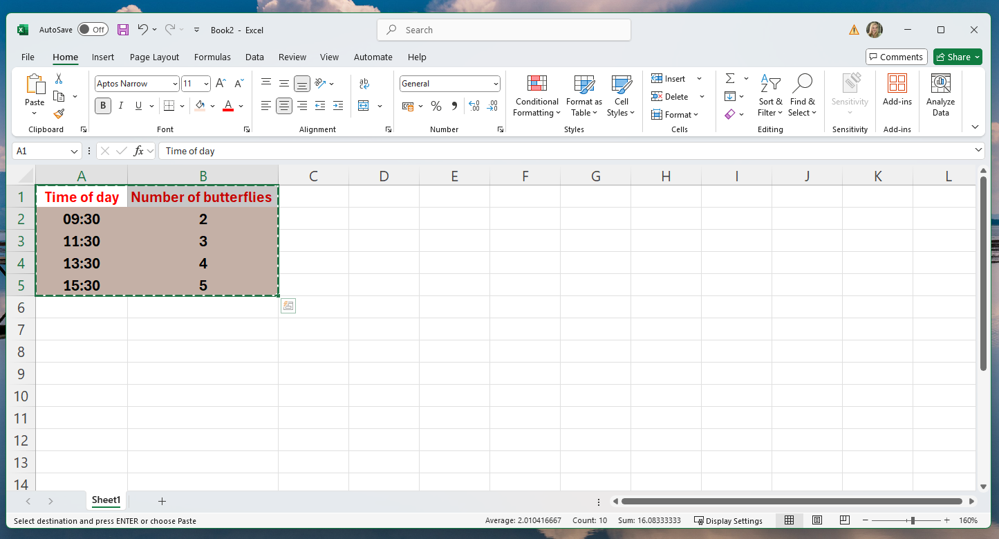 AutoSave Off Book2 - Excel Search
File Home Insert Page Layout Formulas Data Review View Automate Help Comments Share
Paste
Clipboard
Aptos Narrow 11
B I U A
Font
ab
Alignment
General
% 9
Number
Conditional Formatting
Format as Table
Cell Styles
Styles
Insert
Delete
Format
Cells
Sort & Filter
Find & Select
Editing
Sensitivity
Sensitivity
Add-ins
Add-ins
Analyze Data
A1 fx Time of day
A B C D E F G H I J K L
1 Time of day Number of butterflies
2 09:30 2
3 11:30 3
4 13:30 4
5 15:30 5
6
7
8
9
10
11
12
13
14
Sheet1
Select destination and press ENTER or choose Paste Average: 2.010416667 Count: 10 Sum: 16.08333333 Display Settings 160%